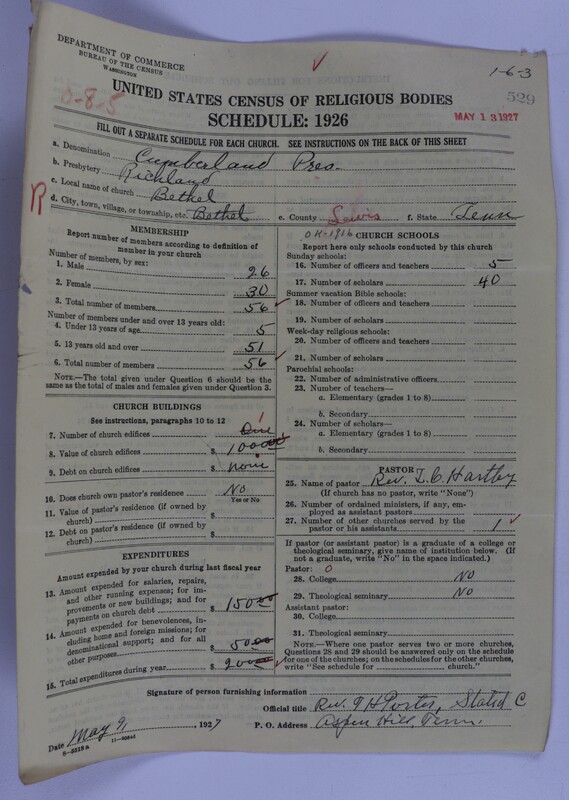 DEPARTMENT OF COMMERCE
BUREAU OF THE CENSUS
WASHINGTON
1-6-3
529
0-8-5
UNITED STATES CENSUS OF RELIGIOUS BODIES
MAY 13 1927
SCHEDULE: 1926
FILL OUT A SEPARATE SCHEDULE FOR EACH CHURCH. SEE INSTRUCTIONS ON THE BACK OF THIS SHEET
a. Denomination Cumberland Pres.
b. Presbytery Richland
c. Local name of church Bethel
R d. City, town, village, or township, etc. Bethel e. County Lewis f. State Tenn
MEMBERSHIP
Report number of members according to definition of member in your church
Number of members, by sex:
1. Male 26
2. Female 30
3. Total number of members 56
Number of members under and over 13 years old:
4. Under 13 years of age 5
5. 13 years old and over 51
6. Total number of members 56
NOTE.—The total given under Question 6 should be
the same as the total of males and females given under Question 3.
CHURCH BUILDINGS
See instructions, paragraphs 10 to 12
7. Number of church edifices One 1
8. Value of church edifices $ 1000.00
9. Debt on church edifices $ none
10. Does church own pastor's residence No
Yes or No
11. Value of pastor's residence (if owned by
church) $
12. Debt on pastor's residence (if owned by
church) $
EXPENDITURES
Amount expended by your church during last fiscal year
13. Amount expended for salaries, repairs,
and other running expenses; for im-
provements or new buildings; and for
payments on church debt $ 150.00
14. Amount expended for benevolences, in-
cluding home and foreign missions; for
denominational support; and for all
other purposes $ 50.00
15. Total expenditures during year $ 200.00
OK-1916 CHURCH SCHOOLS
Report here only schools conducted by this church
Sunday schools:
16. Number of officers and teachers 5
17. Number of scholars 40
Summer vacation Bible schools:
18. Number of officers and teachers
19. Number of scholars
Week-day religious schools:
20. Number of officers and teachers
21. Number of scholars
Parochial schools:
22. Number of administrative officers
23. Number of teachers—
a. Elementary (grades 1 to 8)
b. Secondary
24. Number of scholars—
a. Elementary (grades 1 to 8)
b. Secondary
PASTOR
25. Name of pastor Rev. T. C. Hartby
(If church has no pastor, write "None")
26. Number of ordained ministers, if any, em-
ployed as assistant pastors
27. Number of other churches served by the
pastor or his assistants 1
If pastor (or assistant pastor) is a graduate of a college or
theological seminary, give name of institution below. (If
not a graduate, write "No" in the space indicated.)
Pastor: 0
28. College No
29. Theological seminary No
Assistant pastor:
30. College
31. Theological seminary
NOTE.—Where one pastor serves two or more churches,
Questions 28 and 29 should be answered only on the schedule
for one of the churches; on the schedules for the other churches,
write "See schedule for church."
Signature of person furnishing information
Official title Rev. T H Porter, Stated C
Date May 9, 1927 P. O. Address Aspen Hill, Tenn.
8-5318a